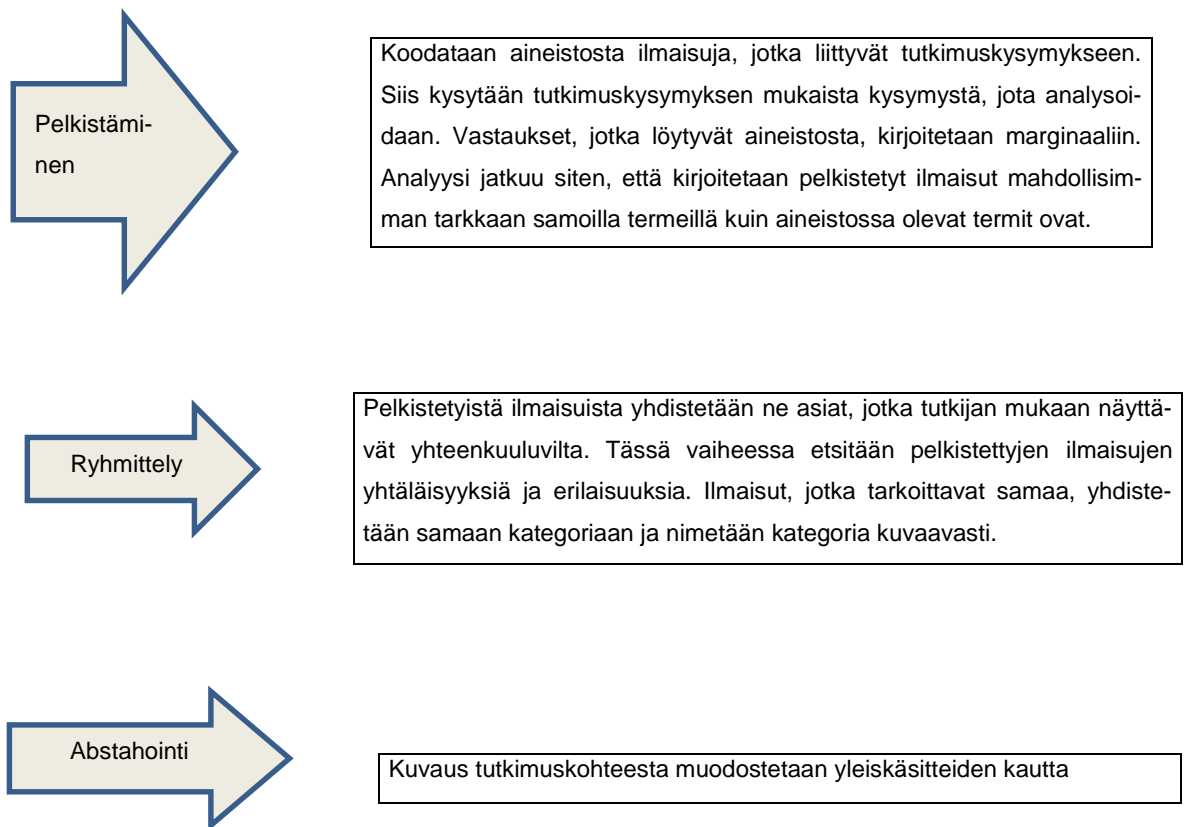 Pelkistämi-
nen
Koodataan aineistosta ilmaisuja, jotka liittyvät tutkimuskysymykseen.
Siis kysytään tutkimuskysymyksen mukaista kysymystä, jota analysoi-
daan. Vastaukset, jotka löytyvät aineistosta, kirjoitetaan marginaaliin.
Analyysi jatkuu siten, että kirjoitetaan pelkistetyt ilmaisut mahdollisim-
man tarkkaan samoilla termeillä kuin aineistossa olevat termit ovat.
Ryhmittely
Pelkistetyistä ilmaisuista yhdistetään ne asiat, jotka tutkijan mukaan näyttä-
vät yhteenkuuluvilta. Tässä vaiheessa etsitään pelkistettyjen ilmaisujen
yhtäläisyyksiä ja erilaisuuksia. Ilmaisut, jotka tarkoittavat samaa, yhdiste-
tään samaan kategoriaan ja nimetään kategoria kuvaavasti.
Abstahointi
Kuvaus tutkimuskohteesta muodostetaan yleiskäsitteiden kautta